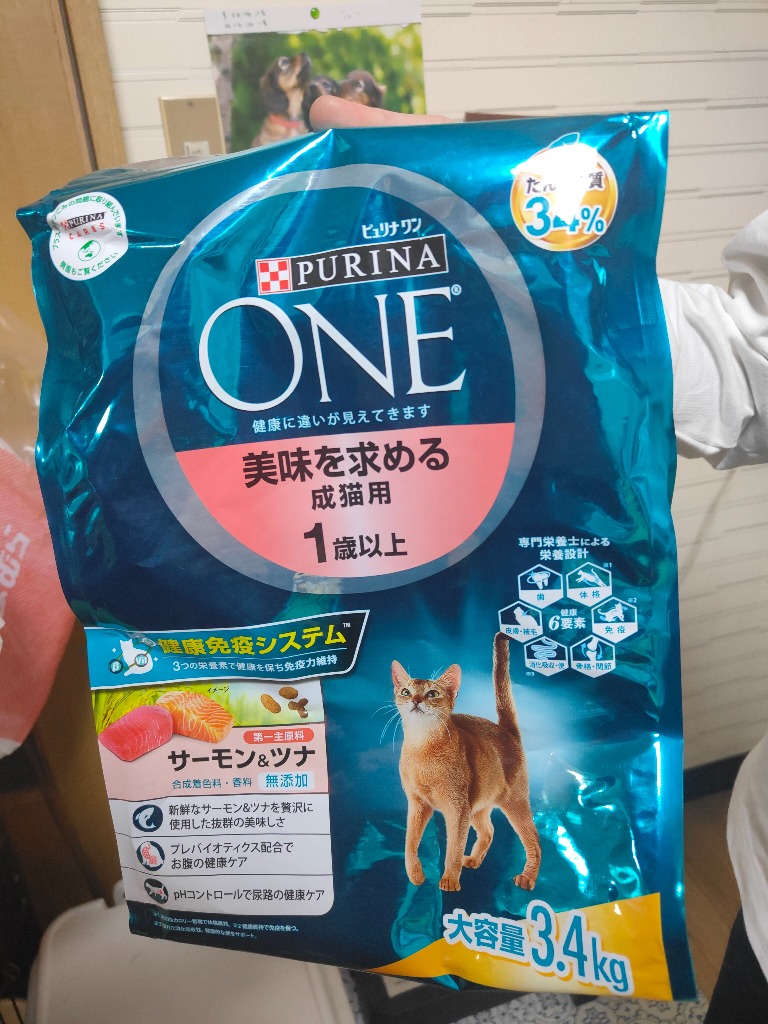 PURINA
CARES
ピュリナ ワン
PURINA
ONE
健康に違いが見えてきます
美味を求める
成猫用
1歳以上
34%
専門栄養士による
栄養設計
歯
体格
皮膚・被毛
健康
6要素
免疫
消化吸収・便
骨格・関節
健康免疫システム™
3つの栄養素で健康を保ち免疫力維持
イメージ
第一主原料
サーモン&ツナ
合成着色料・香料 無添加
新鮮なサーモン&ツナを贅沢に
使用した抜群の美味しさ
プレバイオティクス配合で
お腹の健康ケア
pHコントロールで尿路の健康ケア
大容量 3.4kg